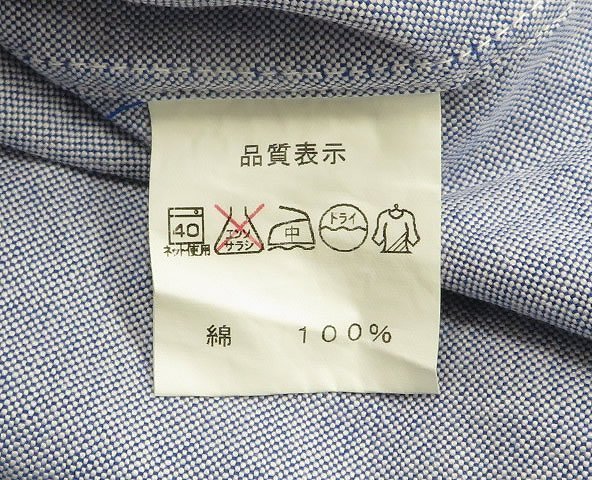 品質表示
40 エンソ 中 ドライ
ネット使用 サラシ
綿 100%